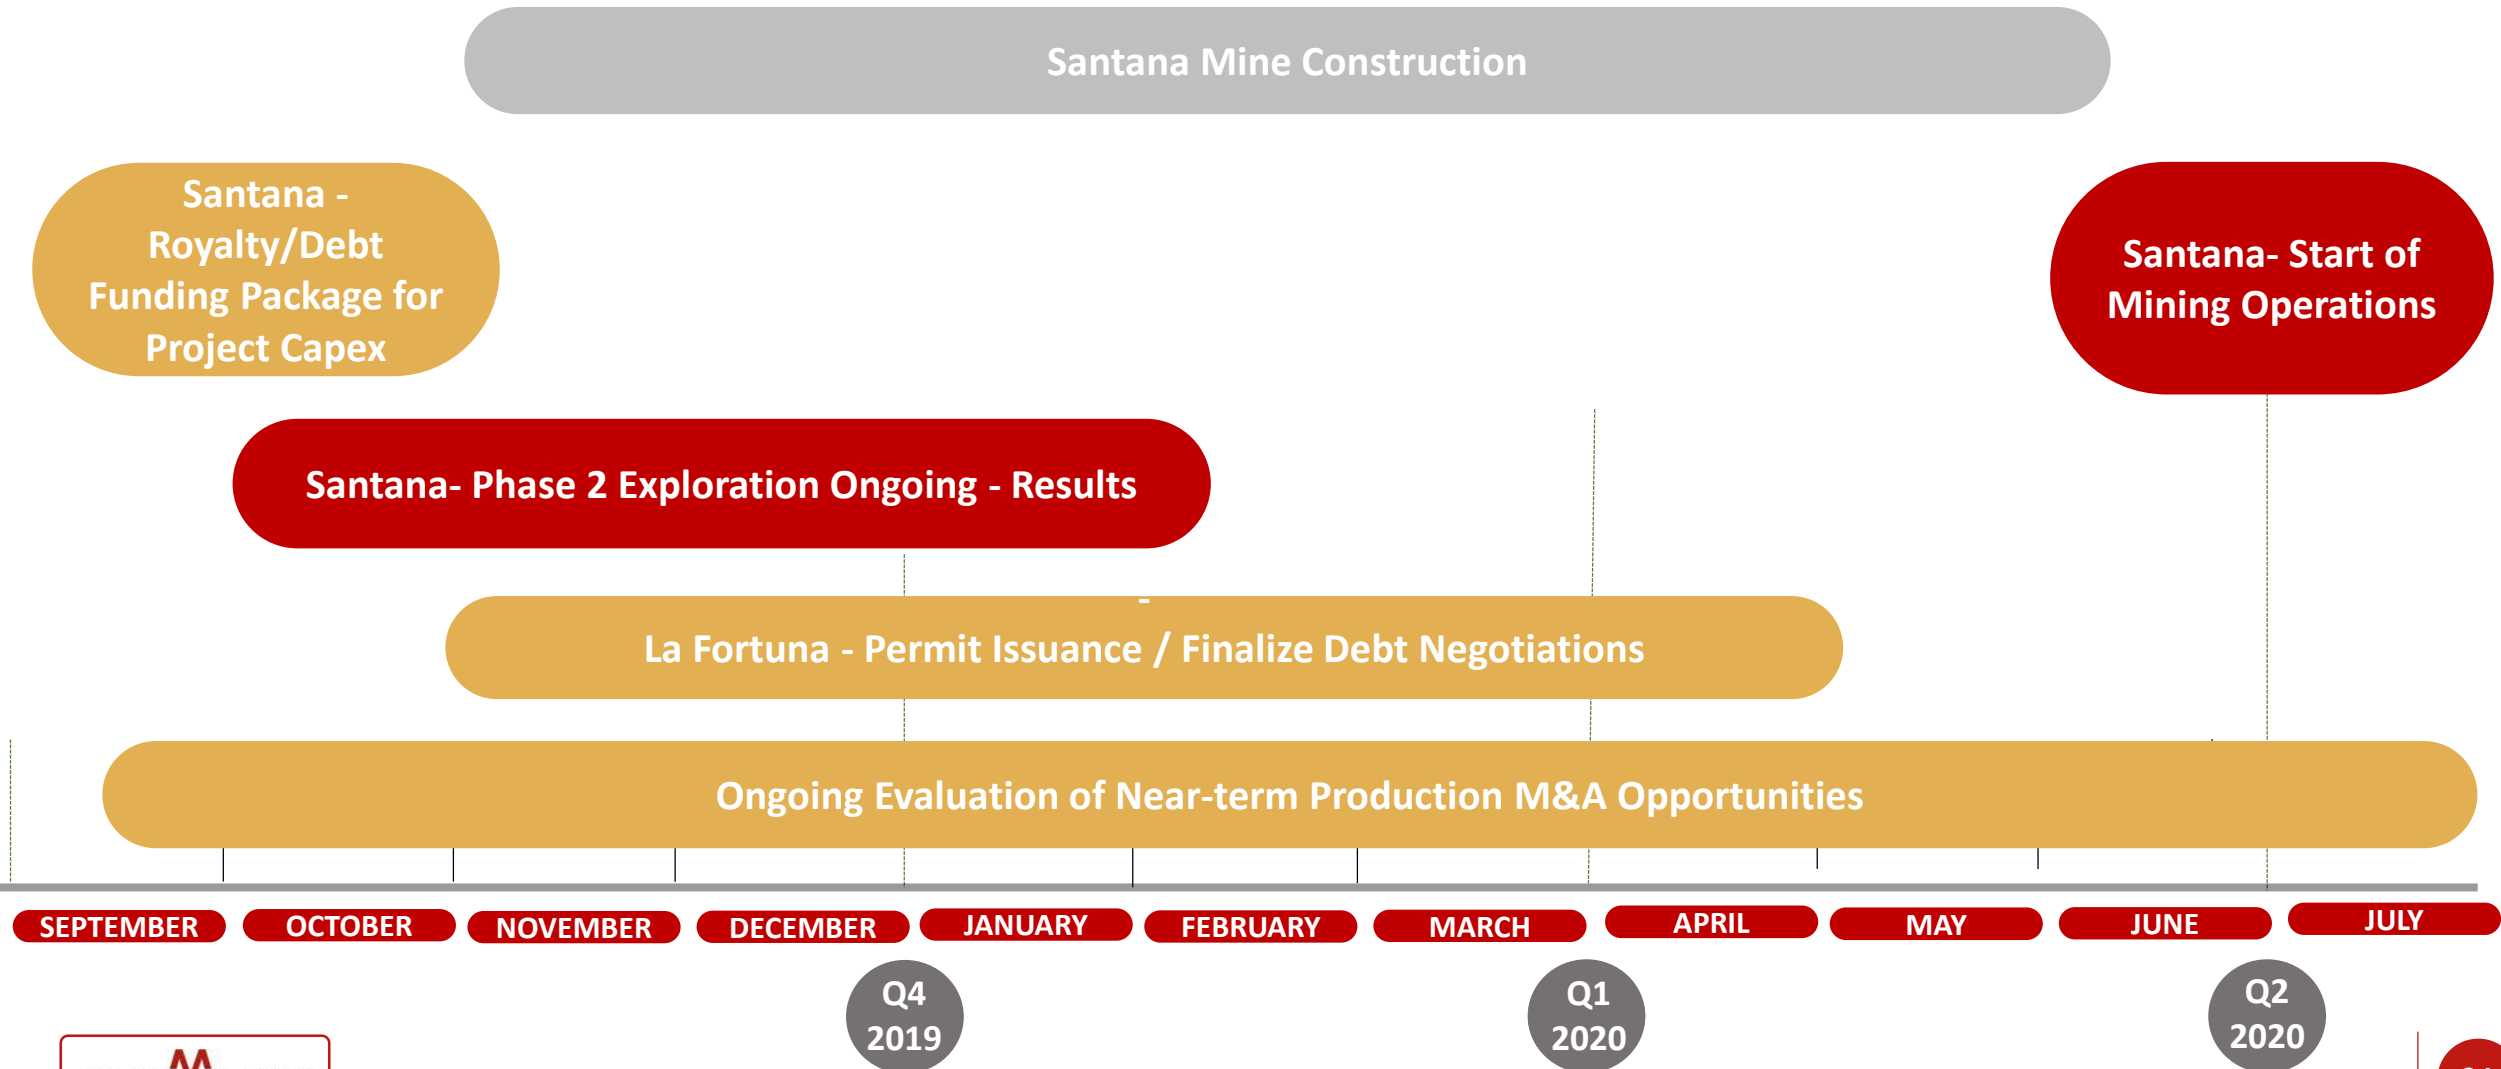 Santana Mine Construction
Santana -
Royalty/Debt
Funding Package for
Project Capex
Santana- Start of
Mining Operations
Santana- Phase 2 Exploration Ongoing - Results
-
La Fortuna - Permit Issuance / Finalize Debt Negotiations
Ongoing Evaluation of Near-term Production M&A Opportunities
SEPTEMBER
OCTOBER
NOVEMBER
DECEMBER
JANUARY
FEBRUARY
MARCH
APRIL
MAY
JUNE
JULY
Q4
2019
Q1
2020
Q2
2020